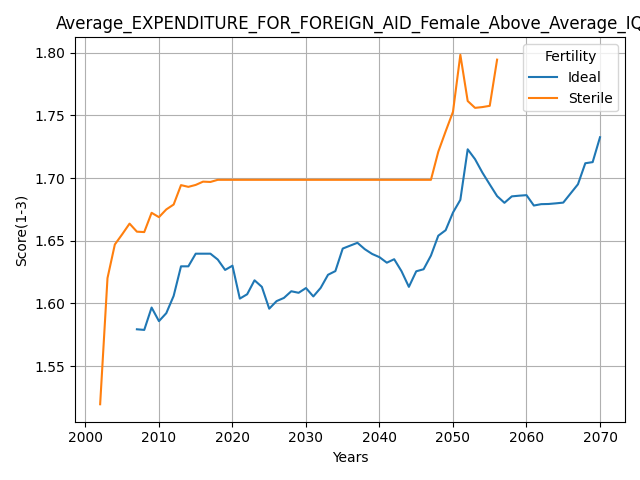 Average_EXPENDITURE_FOR_FOREIGN_AID_Female_Above_Average_IQ
Fertility
Ideal
Sterile
1.80
1.75
1.70
1.65
1.60
1.55
Score(1-3)
2000 2010 2020 2030 2040 2050 2060 2070
Years